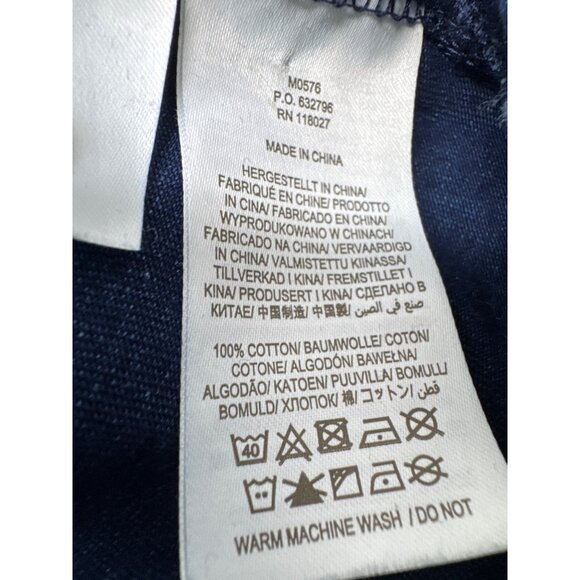 M0576
P.O. 632796
RN 118027
MADE IN CHINA
HERGESTELLT IN CHINA/
FABRIQUÉ EN CHINE/ PRODOTTO
IN CINA/ FABRICADO EN CHINA/
WYPRODUKOWANO W CHINACH/
FABRICADO NA CHINA/ VERVAARDIGD
IN CHINA/ VALMISTETTU KIINASSA/
TILLVERKAD I KINA/ FREMSTILLET I
KINA/ PRODUSERT I KINA/ СДЕЛАНО В
КИТАЕ/ 中国制造/ 中国製/ صنع في الصين
100% COTTON/ BAUMWOLLE/ COTON/
COTONE/ ALGODÓN/ BAWEŁNA/
ALGODÃO/ KATOEN/ PUUVILLA/ BOMULL/
BOMULD/ ХЛОПОК/ 棉/ コットン/ قطن
40
WARM MACHINE WASH / DO NOT